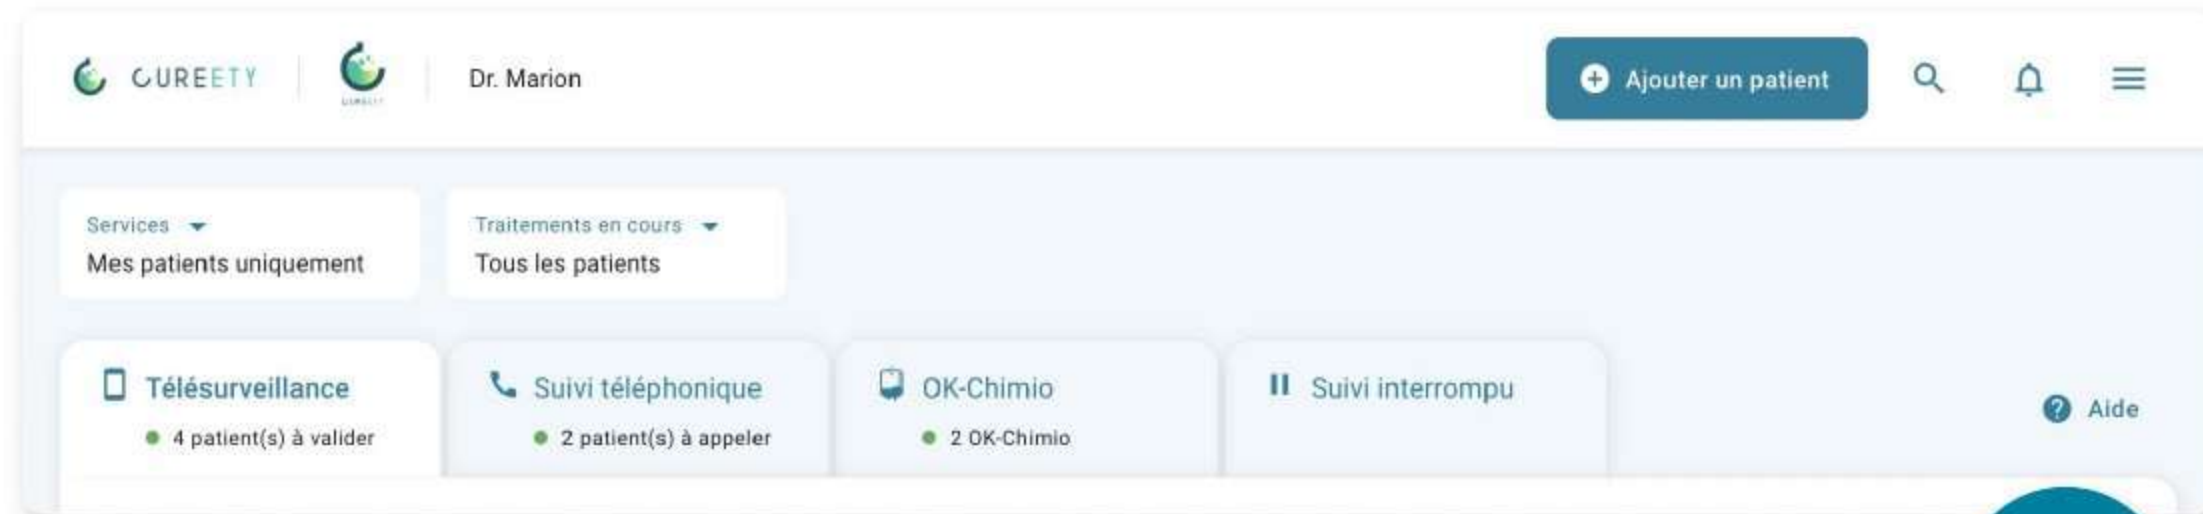 CUREETY
CUREETY
Dr. Marion
Ajouter un patient
Services
Mes patients uniquement
Traitements en cours
Tous les patients
Télésurveillance
4 patient(s) à valider
Suivi téléphonique
2 patient(s) à appeler
OK-Chimio
2 OK-Chimio
Suivi interrompu
Aide